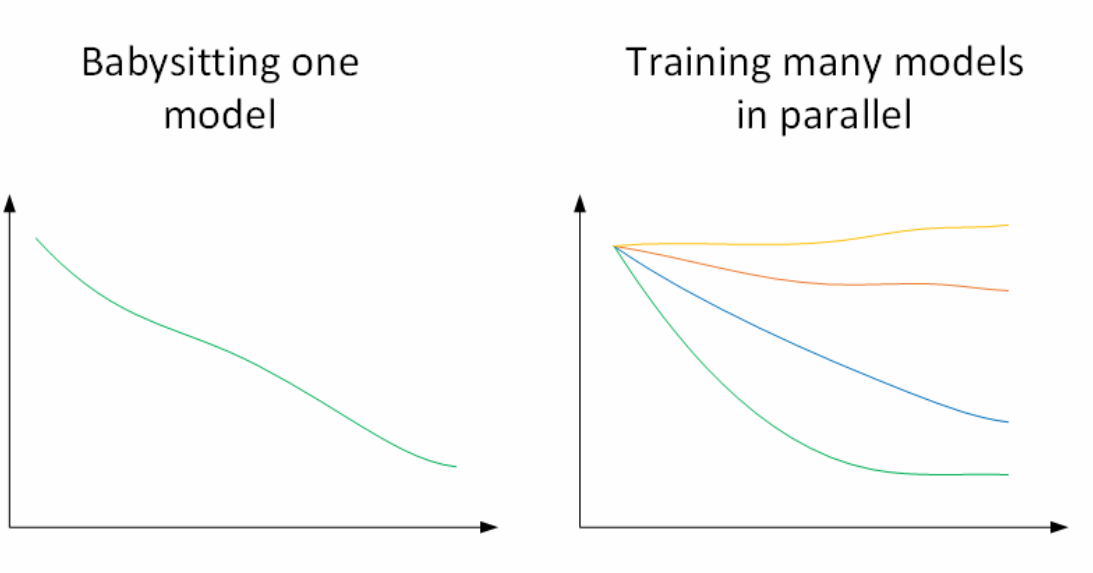 Babysitting one
model
Training many models
in parallel